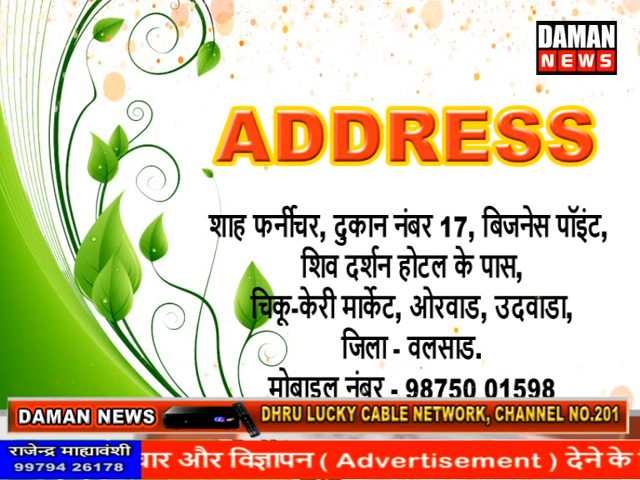 DAMAN
NEWS
ADDRESS
शाह फर्नीचर, दुकान नंबर 17, बिजनेस पॉइंट,
शिव दर्शन होटल के पास,
चिकू-केरी मार्केट, ओरवाड, उदवाडा,
जिला - वलसाड.
मोबाइल नंबर - 98750 01598
DAMAN NEWS DHRU LUCKY CABLE NETWORK, CHANNEL NO.201
राजेन्द्र माह्यावंशी
99794 26178
चार और विज्ञापन ( Advertisement ) देने के